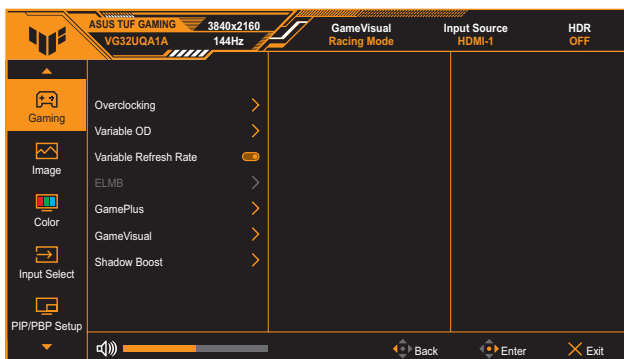 ASUS TUF GAMING 3840x2160
VG32UQA1A 144Hz
GameVisual
Racing Mode
Input Source
HDMI-1
HDR
OFF
Gaming
Image
Color
Input Select
PIP/PBP Setup
Overclocking
Variable OD
Variable Refresh Rate
ELMB
GamePlus
GameVisual
Shadow Boost
Back
Enter
Exit